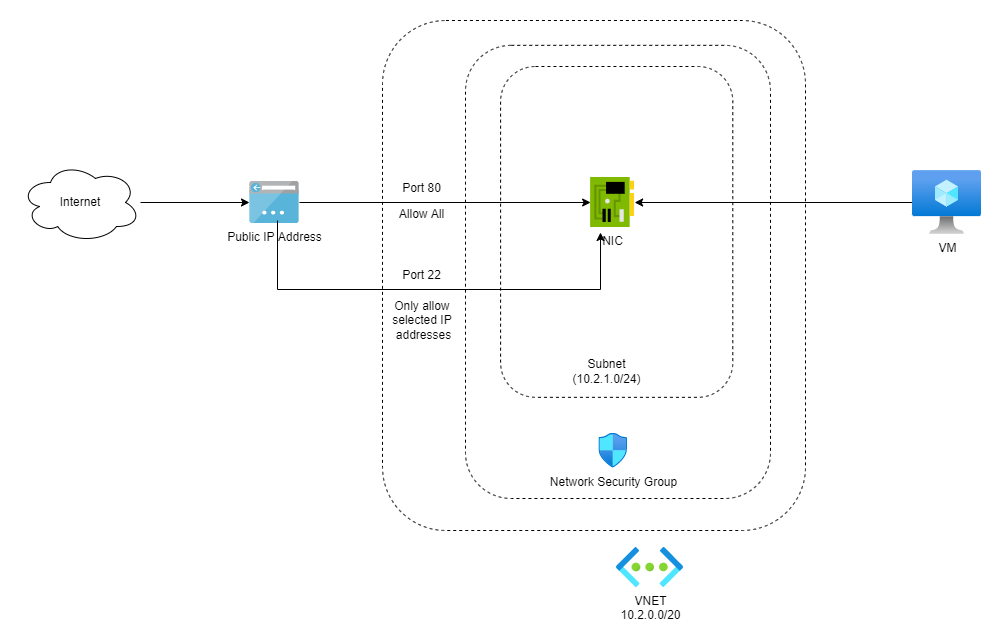 Internet
Public IP Address
Port 80
Allow All
Port 22
Only allow
selected IP
addresses
NIC
VM
Subnet
(10.2.1.0/24)
Network Security Group
VNET
10.2.0.0/20